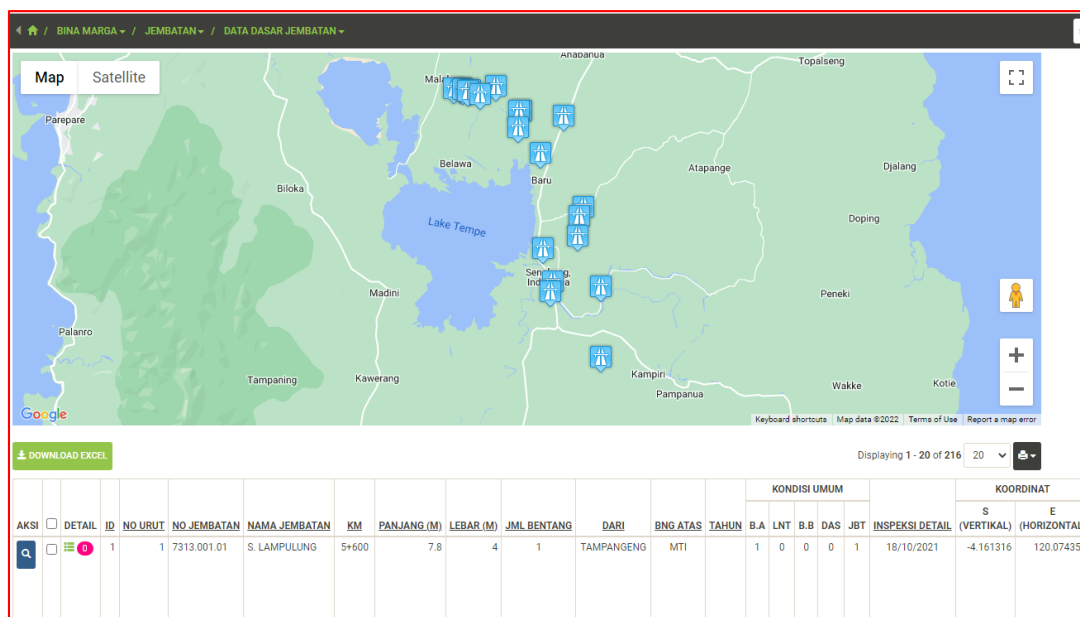 / BINA MARGA / JEMBATAN / DATA DASAR JEMBATAN
Anabanua
Topalseng
Map Satellite
Parepare
Belawa
Atapange
Djalang
Biloka
Baru
Lake Tempe
Doping
Madini
Peneki
Palanro
Tampaning
Kawerang
Kampiri
Pampanua
Wakke
Kotie
Google
Keyboard shortcuts Map data ©2022 Terms of Use Report a map error
DOWNLOAD EXCEL
Displaying 1 - 20 of 216 20
KONDISI UMUM KOORDINAT
AKSI DETAIL ID NO URUT NO JEMBATAN NAMA JEMBATAN KM PANJANG (M) LEBAR (M) JML BENTANG DARI BNG ATAS TAHUN B.A LNT B.B DAS JBT INSPEKSI DETAIL S (VERTIKAL) E (HORIZONTAL
0 1 1 7313.001.01 S. LAMPULUNG 5+600 7.8 4 1 TAMPANGENG MTI 1 0 0 0 1 18/10/2021 -4.161316 120.07435